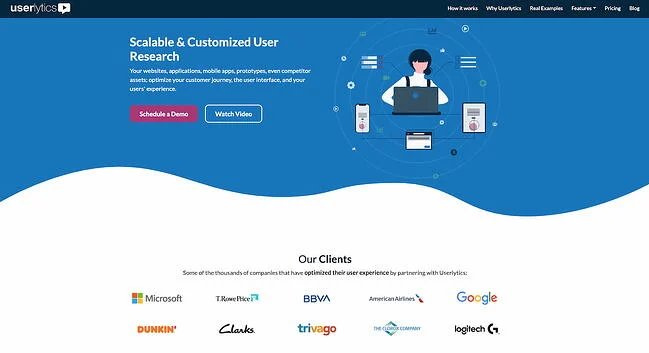 userlytics
How it works Why Userlytics Real Examples Features Pricing Blog
Scalable & Customized User
Research
Your websites, applications, mobile apps, prototypes, even competitor
assets; optimize your customer journey, the user interface, and your
users' experience.
Schedule a Demo Watch Video
Our Clients
Some of the thousands of companies that have optimized their user experience by partnering with Userlytics:
Microsoft T.RowePrice BBVA American Airlines Google
DUNKIN' Clarks. trivago THE CLOROX COMPANY logitech G